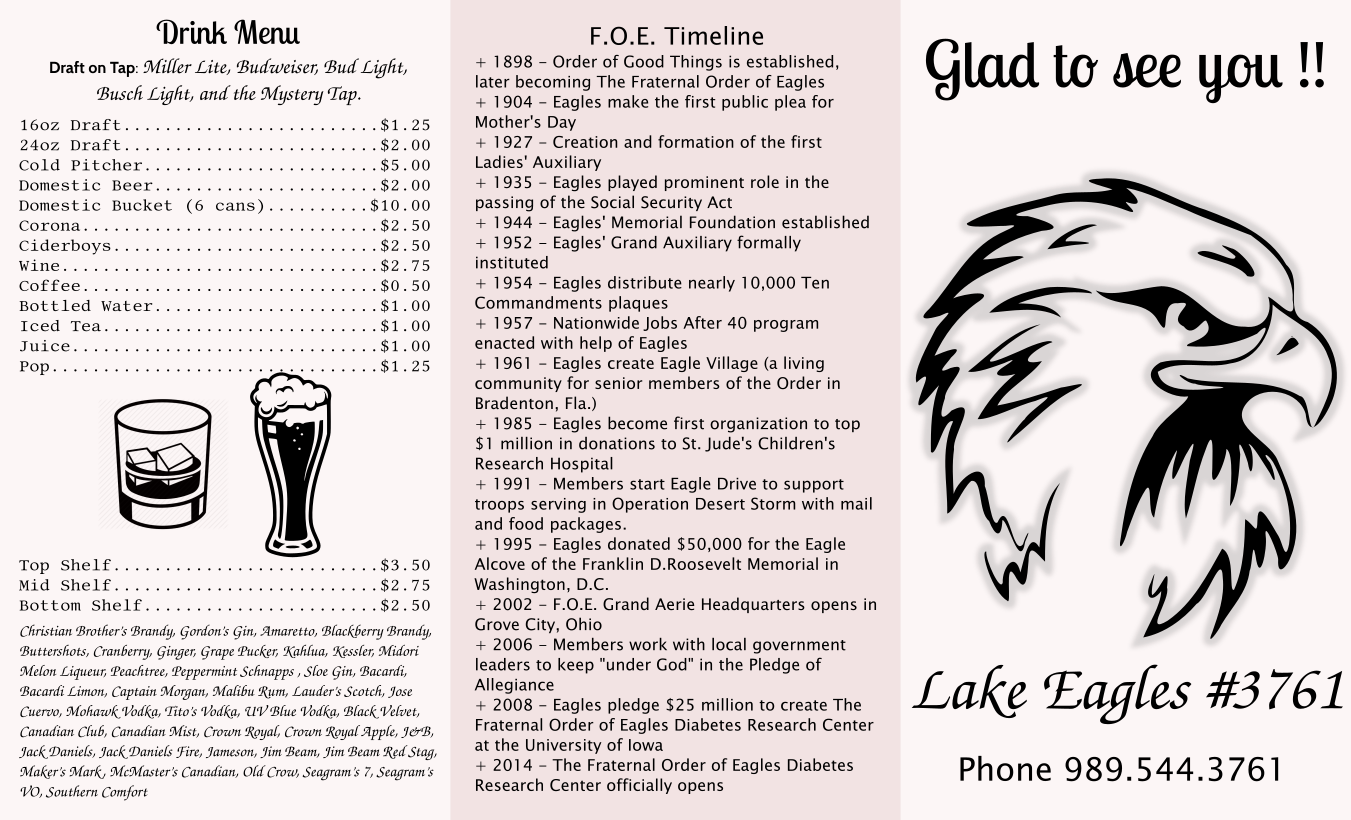 Drink Menu
Draft on Tap: Miller Lite, Budweiser, Bud Light,
Busch Light, and the Mystery Tap.
16oz Draft.........................$1.25
24oz Draft.........................$2.00
Cold Pitcher.......................$5.00
Domestic Beer......................$2.00
Domestic Bucket (6 cans)..........$10.00
Corona.............................$2.50
Ciderboys..........................$2.50
Wine...............................$2.75
Coffee.............................$0.50
Bottled Water......................$1.00
Iced Tea...........................$1.00
Juice..............................$1.00
Pop................................$1.25
Top Shelf..........................$3.50
Mid Shelf..........................$2.75
Bottom Shelf.......................$2.50
Christian Brother's Brandy, Gordon's Gin, Amaretto, Blackberry Brandy,
Buttershots, Cranberry, Ginger, Grape Pucker, Kahlua, Kessler, Midori
Melon Liqueur, Peachtree, Peppermint Schnapps , Sloe Gin, Bacardi,
Bacardi Limon, Captain Morgan, Malibu Rum, Lauder's Scotch, Jose
Cuervo, Mohawk Vodka, Tito's Vodka, UV Blue Vodka, Black Velvet,
Canadian Club, Canadian Mist, Crown Royal, Crown Royal Apple, J&B,
Jack Daniels, Jack Daniels Fire, Jameson, Jim Beam, Jim Beam Red Stag,
Maker's Mark, McMaster's Canadian, Old Crow, Seagram's 7, Seagram's
VO, Southern Comfort
F.O.E. Timeline
+ 1898 – Order of Good Things is established,
later becoming The Fraternal Order of Eagles
+ 1904 – Eagles make the first public plea for
Mother's Day
+ 1927 – Creation and formation of the first
Ladies' Auxiliary
+ 1935 – Eagles played prominent role in the
passing of the Social Security Act
+ 1944 – Eagles' Memorial Foundation established
+ 1952 – Eagles' Grand Auxiliary formally
instituted
+ 1954 – Eagles distribute nearly 10,000 Ten
Commandments plaques
+ 1957 – Nationwide Jobs After 40 program
enacted with help of Eagles
+ 1961 – Eagles create Eagle Village (a living
community for senior members of the Order in
Bradenton, Fla.)
+ 1985 – Eagles become first organization to top
$1 million in donations to St. Jude's Children's
Research Hospital
+ 1991 – Members start Eagle Drive to support
troops serving in Operation Desert Storm with mail
and food packages.
+ 1995 – Eagles donated $50,000 for the Eagle
Alcove of the Franklin D.Roosevelt Memorial in
Washington, D.C.
+ 2002 – F.O.E. Grand Aerie Headquarters opens in
Grove City, Ohio
+ 2006 – Members work with local government
leaders to keep "under God" in the Pledge of
Allegiance
+ 2008 – Eagles pledge $25 million to create The
Fraternal Order of Eagles Diabetes Research Center
at the University of Iowa
+ 2014 – The Fraternal Order of Eagles Diabetes
Research Center officially opens
Glad to see you !!
Lake Eagles #3761
Phone 989.544.3761